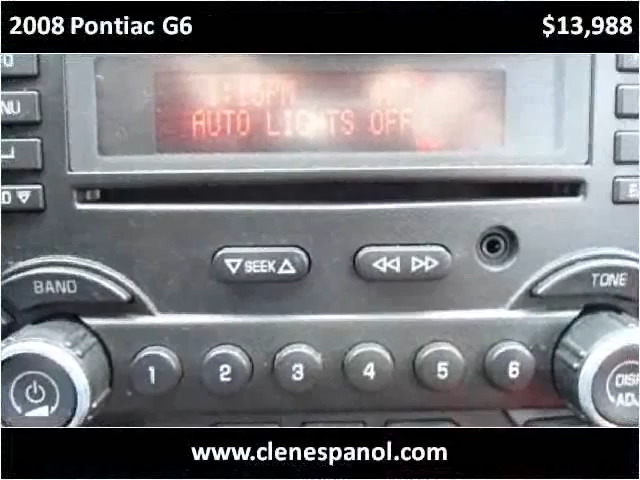 2008 Pontiac G6
$13,988
AUTO LIGHTS OFF
SEEK
BAND
TONE
1 2 3 4 5 6
www.clenespanol.com